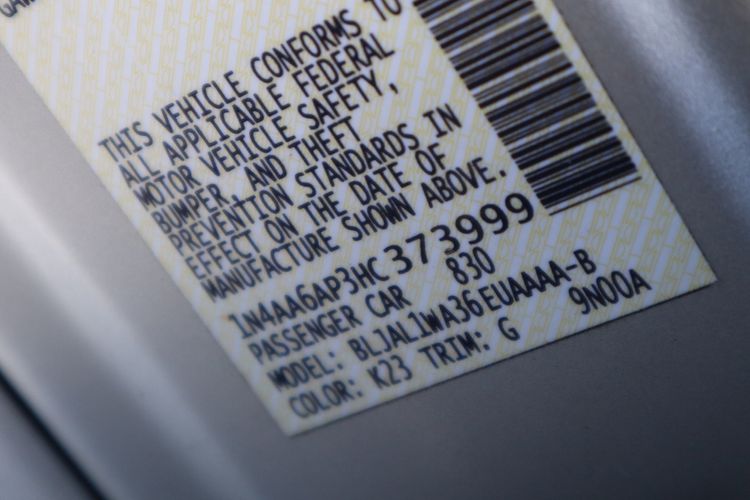 THIS VEHICLE CONFORMS TO
ALL APPLICABLE FEDERAL
MOTOR VEHICLE SAFETY,
BUMPER, AND THEFT
PREVENTION STANDARDS IN
EFFECT ON THE DATE OF
MANUFACTURE SHOWN ABOVE.
1N4AA6AP3HC373999
PASSENGER CAR 830
MODEL: BLJALIWA36EUAAAA-B
COLOR: K23 TRIM: G 9N00A